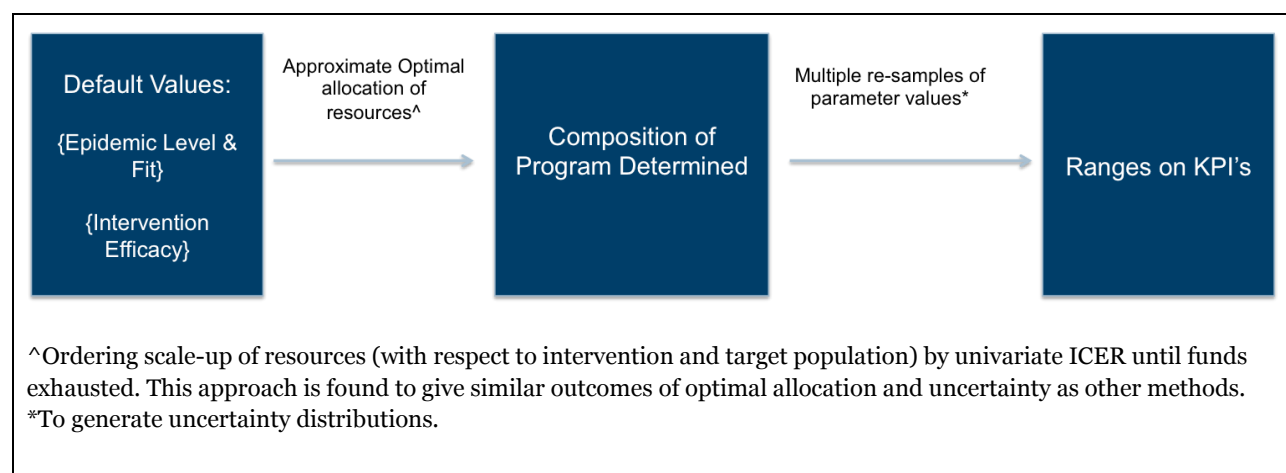 Default Values:
{Epidemic Level &
Fit}
{Intervention
Efficacy}
Approximate Optimal
allocation of
resources^
Composition of
Program Determined
Multiple re-samples of
parameter values*
Ranges on KPI's
^Ordering scale-up of resources (with respect to intervention and target population) by univariate ICER until funds
exhausted. This approach is found to give similar outcomes of optimal allocation and uncertainty as other methods.
*To generate uncertainty distributions.